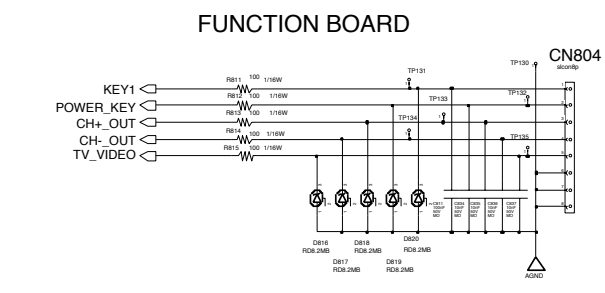 FUNCTION BOARD
CN804
slcon8p
TP131
TP130
R811 100 1/16W
KEY1
R812 100 1/16W
TP132
POWER_KEY
TP133
R813 100 1/16W
TP134
CH+_OUT
R814 100 1/16W
CH-_OUT
TP135
R815 100 1/16W
TV_VIDEO
D816
RD8.2MB
D818
RD8.2MB
D820
RD8.2MB
D817
RD8.2MB
D819
RD8.2MB
AGND